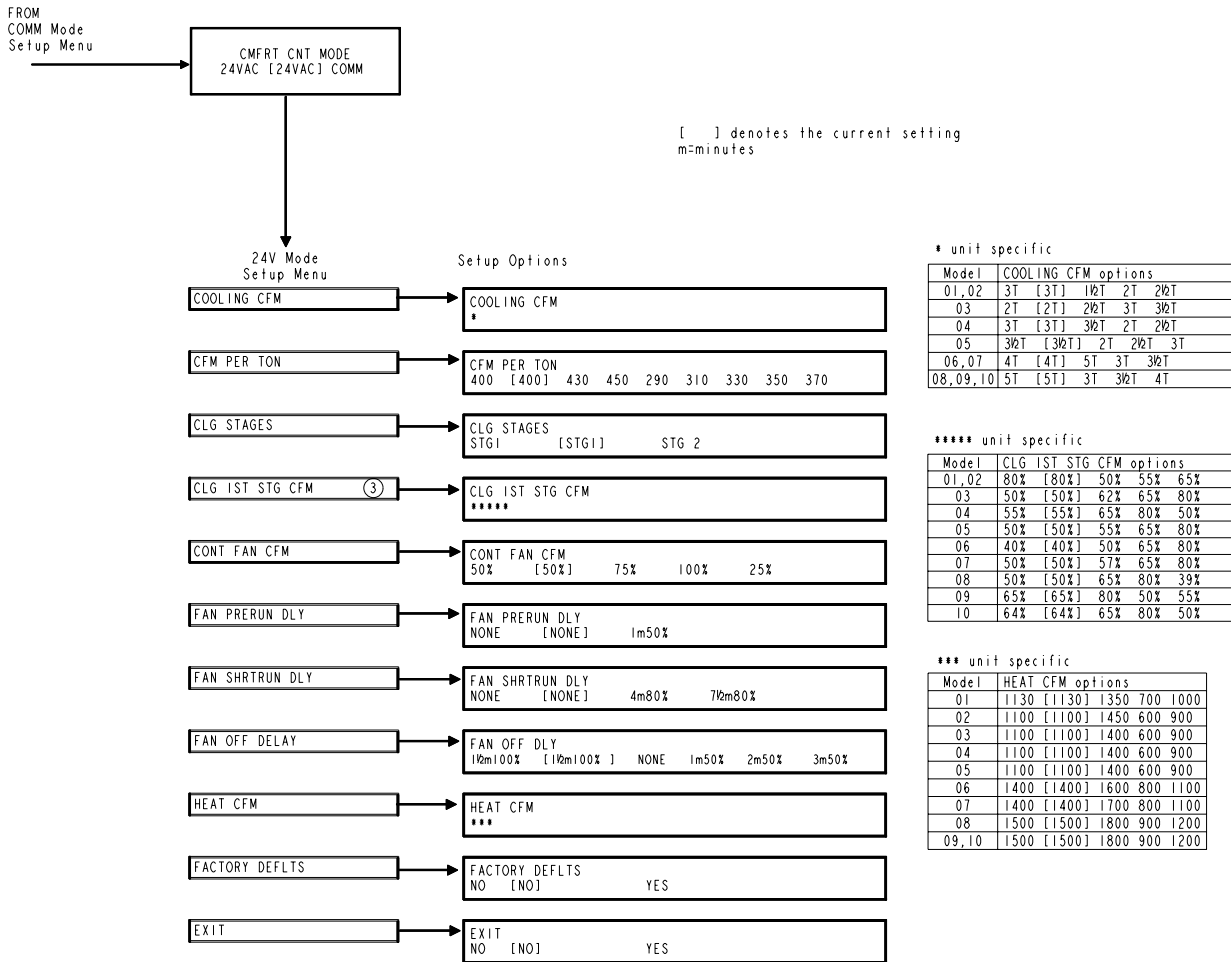 FROM
COMM Mode
Setup Menu
CMFRT CNT MODE
24VAC [24VAC] COMM
[ ] denotes the current setting
m=minutes
24V Mode
Setup Menu
Setup Options
COOLING CFM
COOLING CFM
*
CFM PER TON
CFM PER TON
400 [400] 430 450 290 310 330 350 370
CLG STAGES
CLG STAGES
STG1 [STG1] STG 2
CLG 1ST STG CFM ③
CLG 1ST STG CFM
*****
CONT FAN CFM
CONT FAN CFM
50% [50%] 75% 100% 25%
FAN PRERUN DLY
FAN PRERUN DLY
NONE [NONE] 1m50%
FAN SHRTRUN DLY
FAN SHRTRUN DLY
NONE [NONE] 4m80% 7½m80%
FAN OFF DELAY
FAN OFF DLY
1½m100% [1½m100% ] NONE 1m50% 2m50% 3m50%
HEAT CFM
HEAT CFM
***
FACTORY DEFLTS
FACTORY DEFLTS
NO [NO] YES
EXIT
EXIT
NO [NO] YES
* unit specific
Model COOLING CFM options
01,02 3T [3T] 1½T 2T 2½T
03 2T [2T] 2½T 3T 3½T
04 3T [3T] 3½T 2T 2½T
05 3½T [3½T] 2T 2½T 3T
06,07 4T [4T] 5T 3T 3½T
08,09,10 5T [5T] 3T 3½T 4T
***** unit specific
Model CLG 1ST STG CFM options
01,02 80% [80%] 50% 55% 65%
03 50% [50%] 62% 65% 80%
04 55% [55%] 65% 80% 50%
05 50% [50%] 55% 65% 80%
06 40% [40%] 50% 65% 80%
07 50% [50%] 57% 65% 80%
08 50% [50%] 65% 80% 39%
09 65% [65%] 80% 50% 55%
10 64% [64%] 65% 80% 50%
*** unit specific
Model HEAT CFM options
01 1130 [1130] 1350 700 1000
02 1100 [1100] 1450 600 900
03 1100 [1100] 1400 600 900
04 1100 [1100] 1400 600 900
05 1100 [1100] 1400 600 900
06 1400 [1400] 1600 800 1100
07 1400 [1400] 1700 800 1100
08 1500 [1500] 1800 900 1200
09,10 1500 [1500] 1800 900 1200